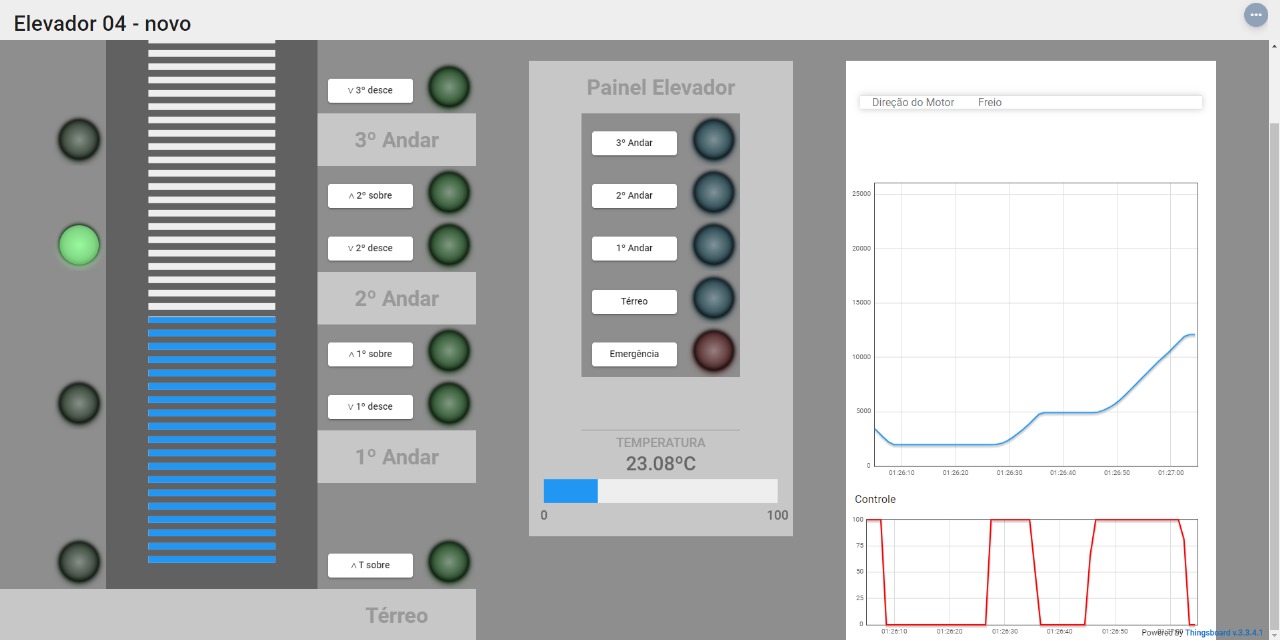 Elevador 04 - novo
v 3º desce
3º Andar
ʌ 2º sobre
v 2º desce
2º Andar
ʌ 1º sobre
v 1º desce
1º Andar
ʌ T sobre
Térreo
Painel Elevador
3º Andar
2º Andar
1º Andar
Térreo
Emergência
TEMPERATURA
23.08ºC
0 100
Direção do Motor Freio
25000
20000
15000
10000
5000
0
01:26:10 01:26:20 01:26:30 01:26:40 01:26:50 01:27:00
Controle
100
75
50
25
0
01:26:10 01:26:20 01:26:30 01:26:40 01:26:50 01:27:00
Powered by Thingsboard v.3.3.4.1